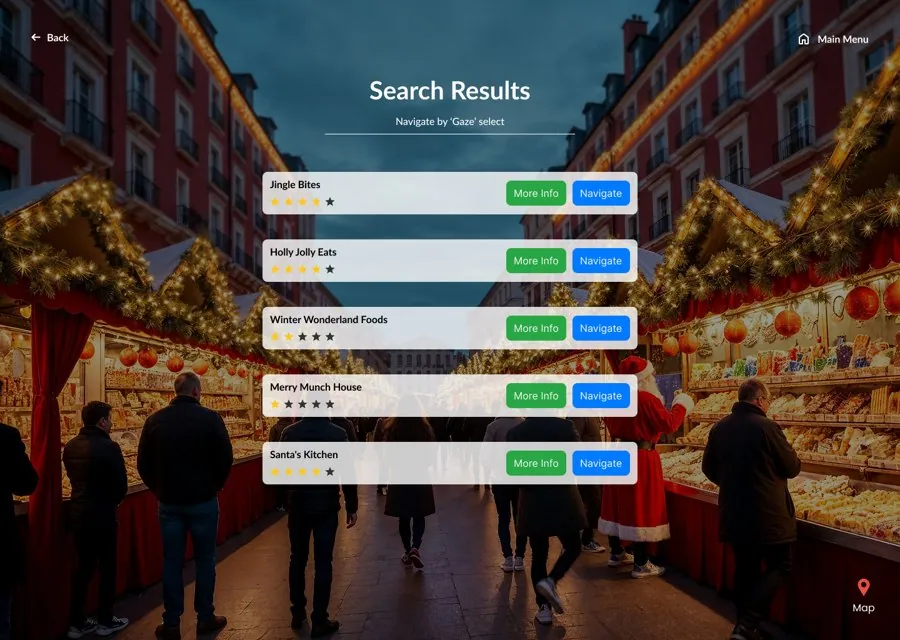 Back
Main Menu
Search Results
Navigate by ‘Gaze’ select
Jingle Bites
More Info
Navigate
Holly Jolly Eats
More Info
Navigate
Winter Wonderland Foods
More Info
Navigate
Merry Munch House
More Info
Navigate
Santa's Kitchen
More Info
Navigate
Map